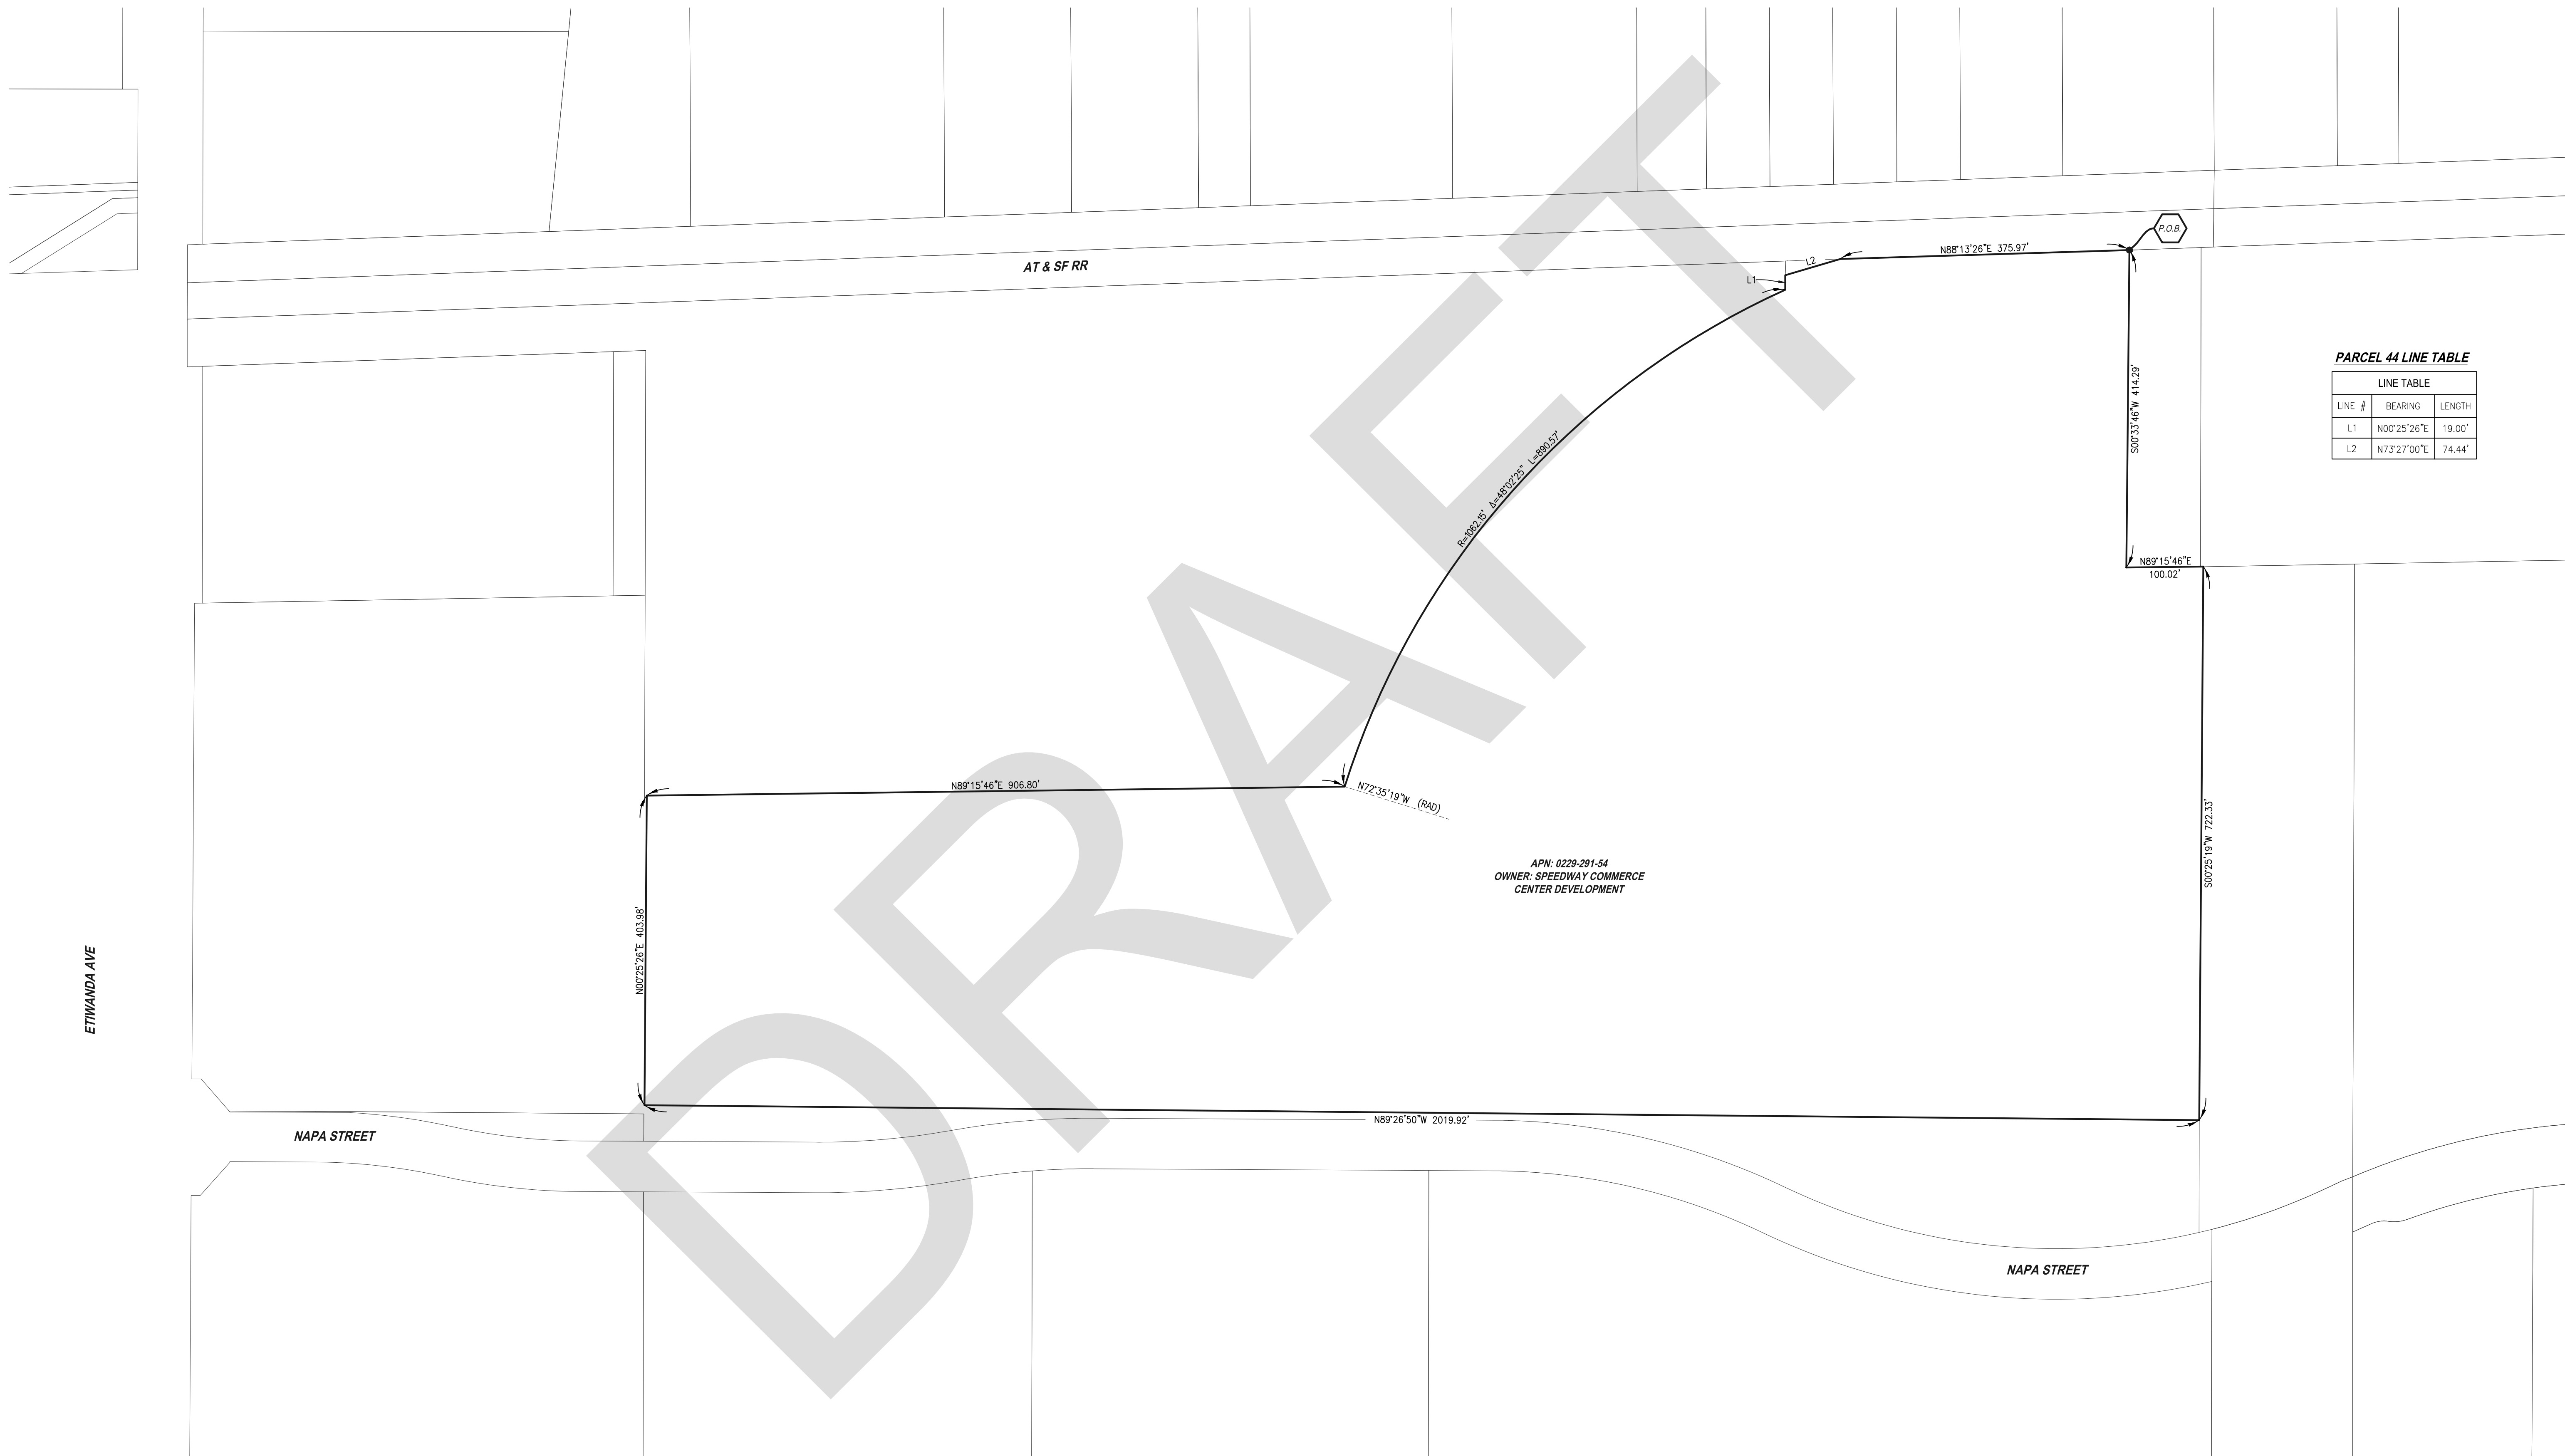 AT & SF RR
P.O.B.
N88°13'26"E 375.97'
L2
L1
PARCEL 44 LINE TABLE
LINE TABLE
LINE # BEARING LENGTH
L1 N00°25'26"E 19.00'
L2 N73°27'00"E 74.44'
S00°33'46"W 414.29'
R=1062.15' Δ=48°02'25" L=890.57'
N89°15'46"E
100.02'
N89°15'46"E 906.80'
N72°35'19"W (RAD)
S00°25'19"W 722.33'
APN: 0229-291-54
OWNER: SPEEDWAY COMMERCE
CENTER DEVELOPMENT
N00°25'26"E 403.98'
ETIWANDA AVE
N89°26'50"W 2019.92'
NAPA STREET
NAPA STREET
DRAFT